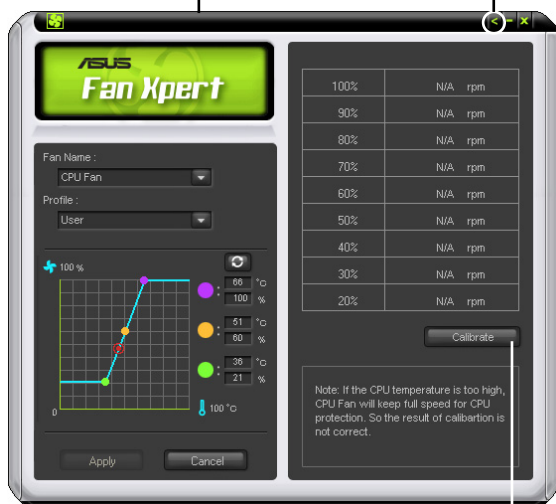 < - x
ASUS
Fan Xpert
Fan Name :
CPU Fan
Profile :
User
100 %
66 °C
100 %
51 °C
60 %
36 °C
21 %
0
100 °C
Apply
Cancel
100% N/A rpm
90% N/A rpm
80% N/A rpm
70% N/A rpm
60% N/A rpm
50% N/A rpm
40% N/A rpm
30% N/A rpm
20% N/A rpm
Calibrate
Note: If the CPU temperature is too high,
CPU Fan will keep full speed for CPU
protection. So the result of calibartion is
not correct.